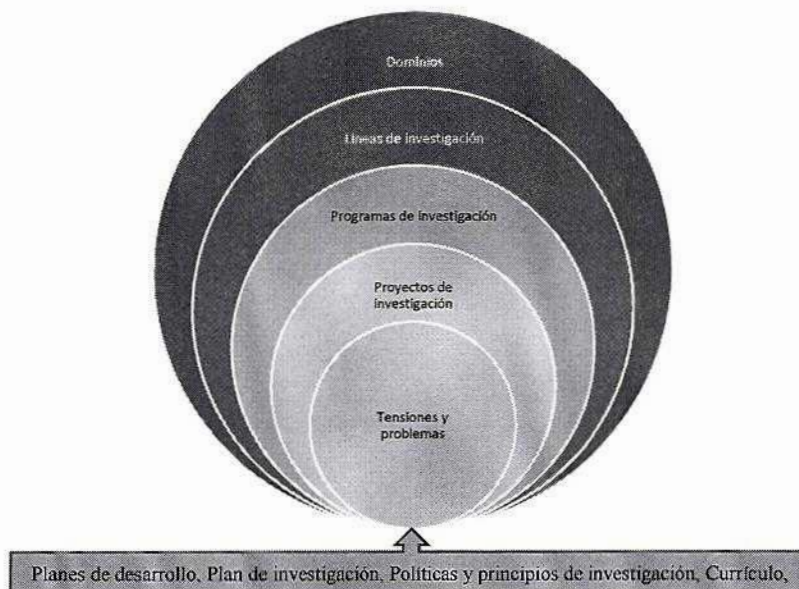 Dominios
Líneas de investigación
Programas de investigación
Proyectos de
investigación
Tensiones y
problemas
Planes de desarrollo, Plan de investigación, Políticas y principios de investigación, Currículo,